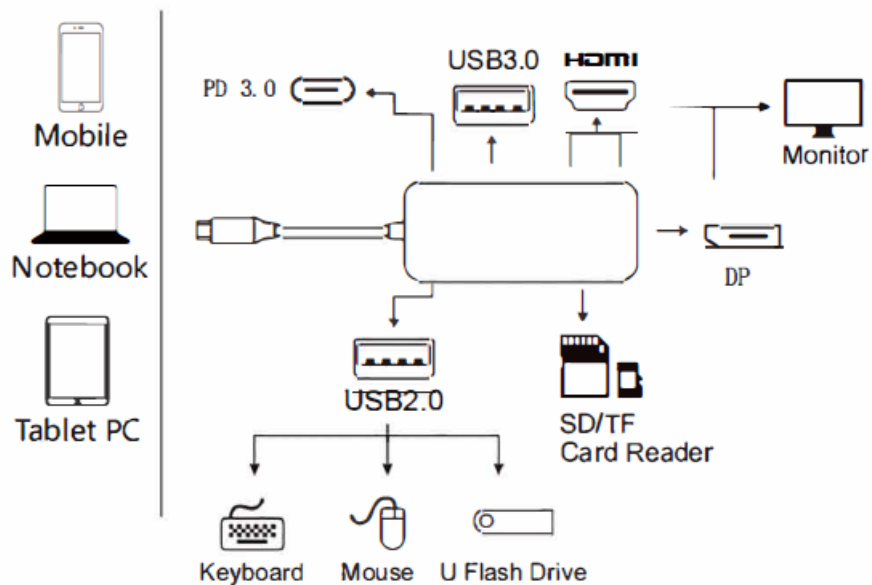 Mobile
Notebook
Tablet PC
PD 3.0
USB3.0
HDMI
Monitor
DP
USB2.0
SD/TF
Card Reader
Keyboard
Mouse
U Flash Drive